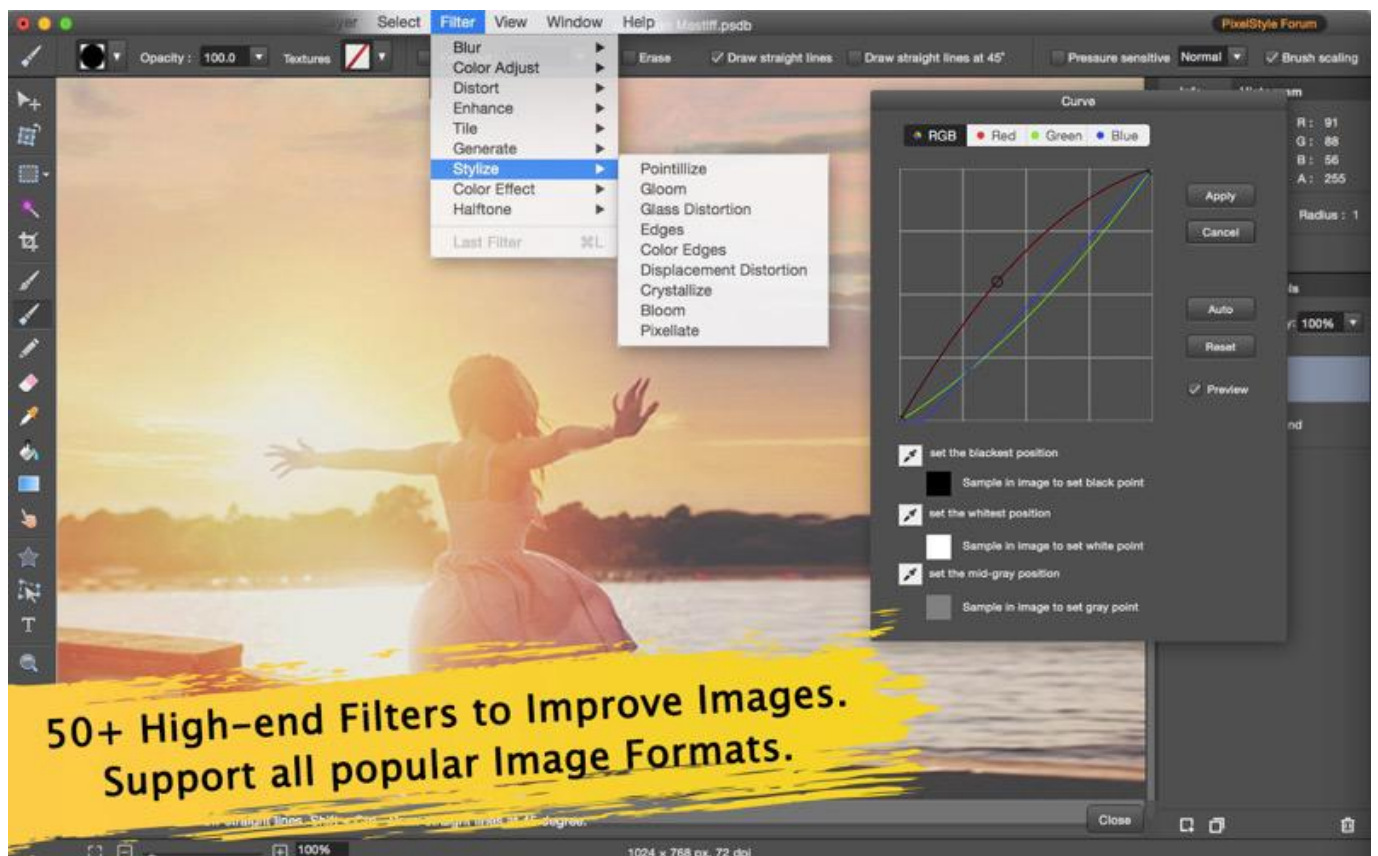 Select Filter View Window Help Mastiff.psdb PixelStyle Forum
Opacity : 100.0 Textures Erase Draw straight lines Draw straight lines at 45° Pressure sensitive Normal Brush scaling
Blur
Color Adjust
Distort
Enhance
Tile
Generate
Stylize
Color Effect
Halftone
Last Filter ⌘L
Pointillize
Gloom
Glass Distortion
Edges
Color Edges
Displacement Distortion
Crystallize
Bloom
Pixellate
Curve
RGB Red Green Blue
Apply
Cancel
Auto
Reset
Preview
set the blackest position
Sample in image to set black point
set the whitest position
Sample in image to set white point
set the mid-gray position
Sample in image to set gray point
R : 91
G : 88
B : 56
A : 255
Radius : 1
100%
T
50+ High-end Filters to Improve Images.
Support all popular Image Formats.
Close
100% 1024 x 768 px, 72 dpi